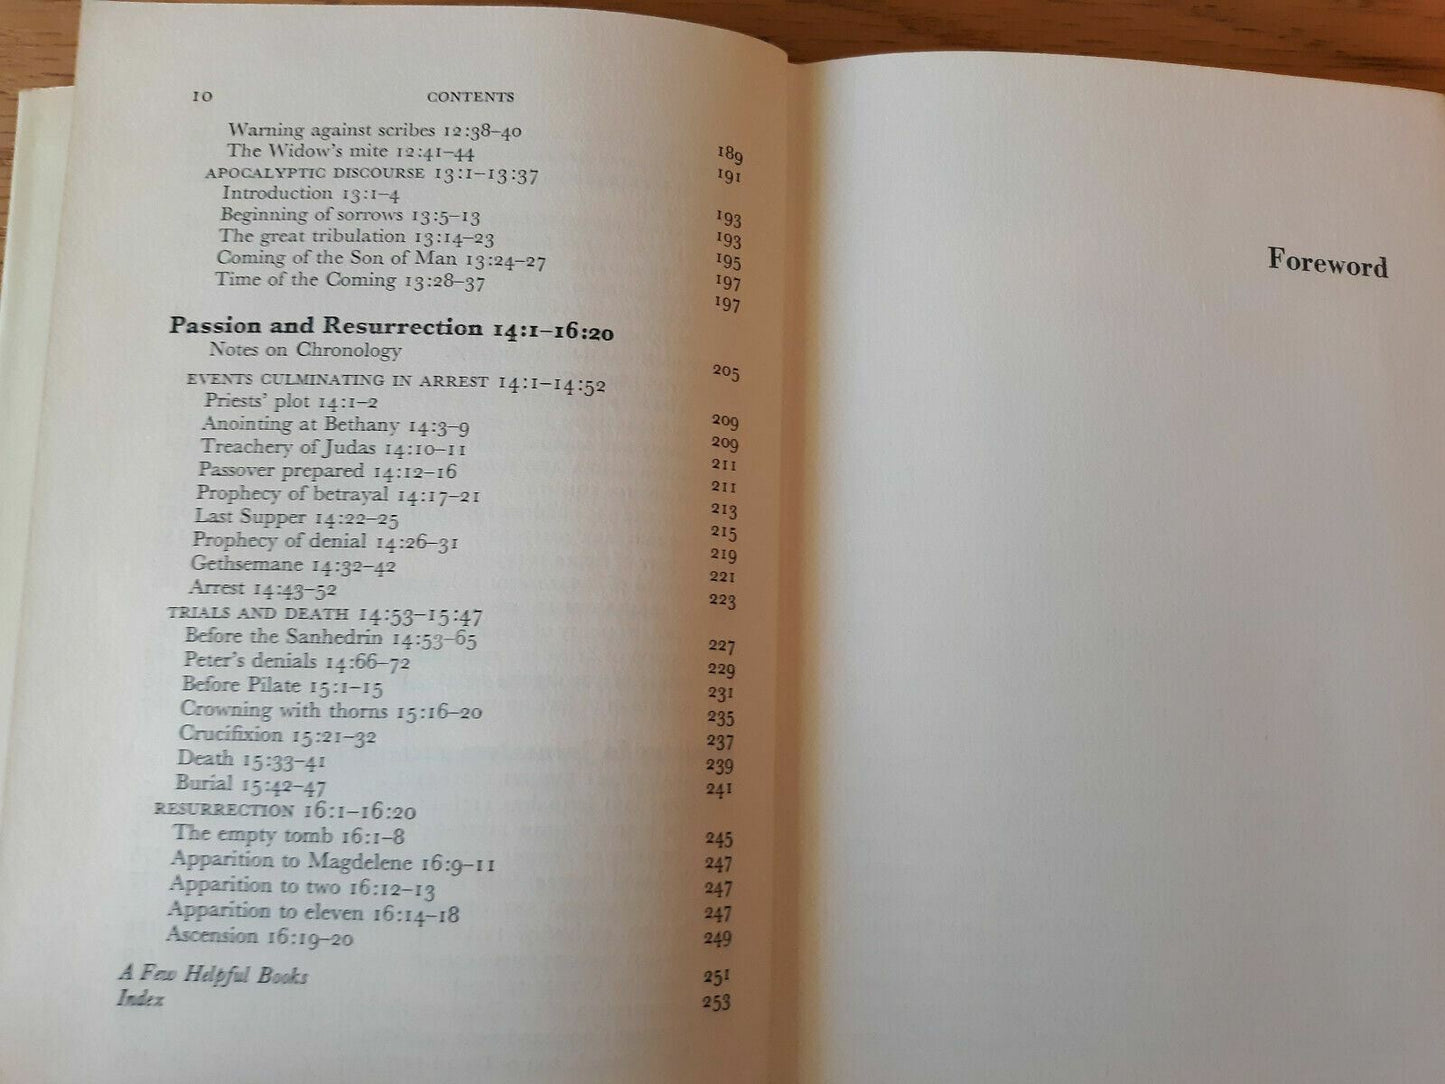 10 CONTENTS
Warning against scribes 12:38–40 189
The Widow's mite 12:41–44 191
APOCALYPTIC DISCOURSE 13:1–13:37
Introduction 13:1–4 193
Beginning of sorrows 13:5–13 193
The great tribulation 13:14–23 195
Coming of the Son of Man 13:24–27 197
Time of the Coming 13:28–37 197
Passion and Resurrection 14:1–16:20
Notes on Chronology 205
EVENTS CULMINATING IN ARREST 14:1–14:52
Priests' plot 14:1–2 209
Anointing at Bethany 14:3–9 209
Treachery of Judas 14:10–11 211
Passover prepared 14:12–16 211
Prophecy of betrayal 14:17–21 213
Last Supper 14:22–25 215
Prophecy of denial 14:26–31 219
Gethsemane 14:32–42 221
Arrest 14:43–52 223
TRIALS AND DEATH 14:53–15:47
Before the Sanhedrin 14:53–65 227
Peter's denials 14:66–72 229
Before Pilate 15:1–15 231
Crowning with thorns 15:16–20 235
Crucifixion 15:21–32 237
Death 15:33–41 239
Burial 15:42–47 241
RESURRECTION 16:1–16:20
The empty tomb 16:1–8 245
Apparition to Magdelene 16:9–11 247
Apparition to two 16:12–13 247
Apparition to eleven 16:14–18 247
Ascension 16:19–20 249
A Few Helpful Books 251
Index 253
Foreword